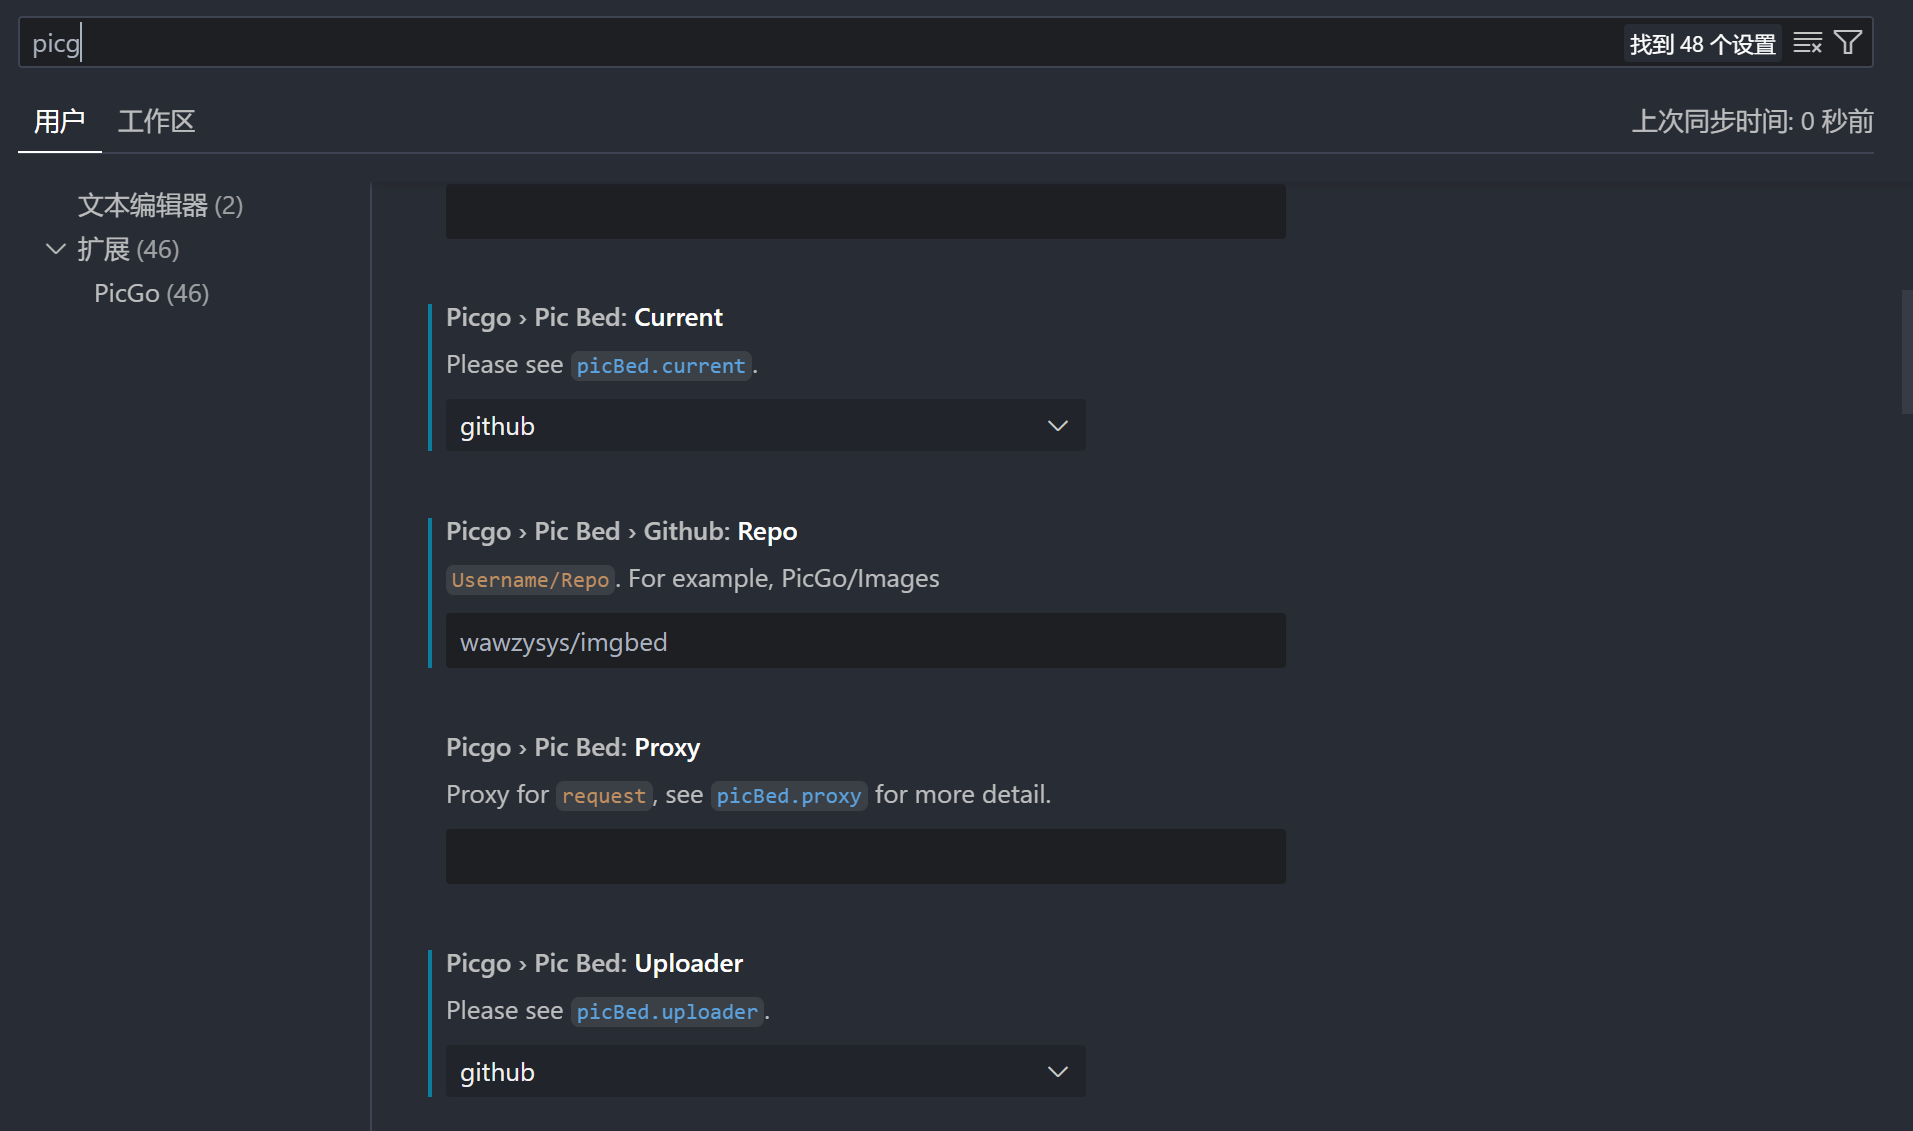 picg
找到 48 个设置
用户 工作区
上次同步时间: 0 秒前
文本编辑器 (2)
扩展 (46)
PicGo (46)
Picgo › Pic Bed: Current
Please see picBed.current.
github
Picgo › Pic Bed › Github: Repo
Username/Repo. For example, PicGo/Images
wawzysys/imgbed
Picgo › Pic Bed: Proxy
Proxy for request, see picBed.proxy for more detail.
Picgo › Pic Bed: Uploader
Please see picBed.uploader.
github